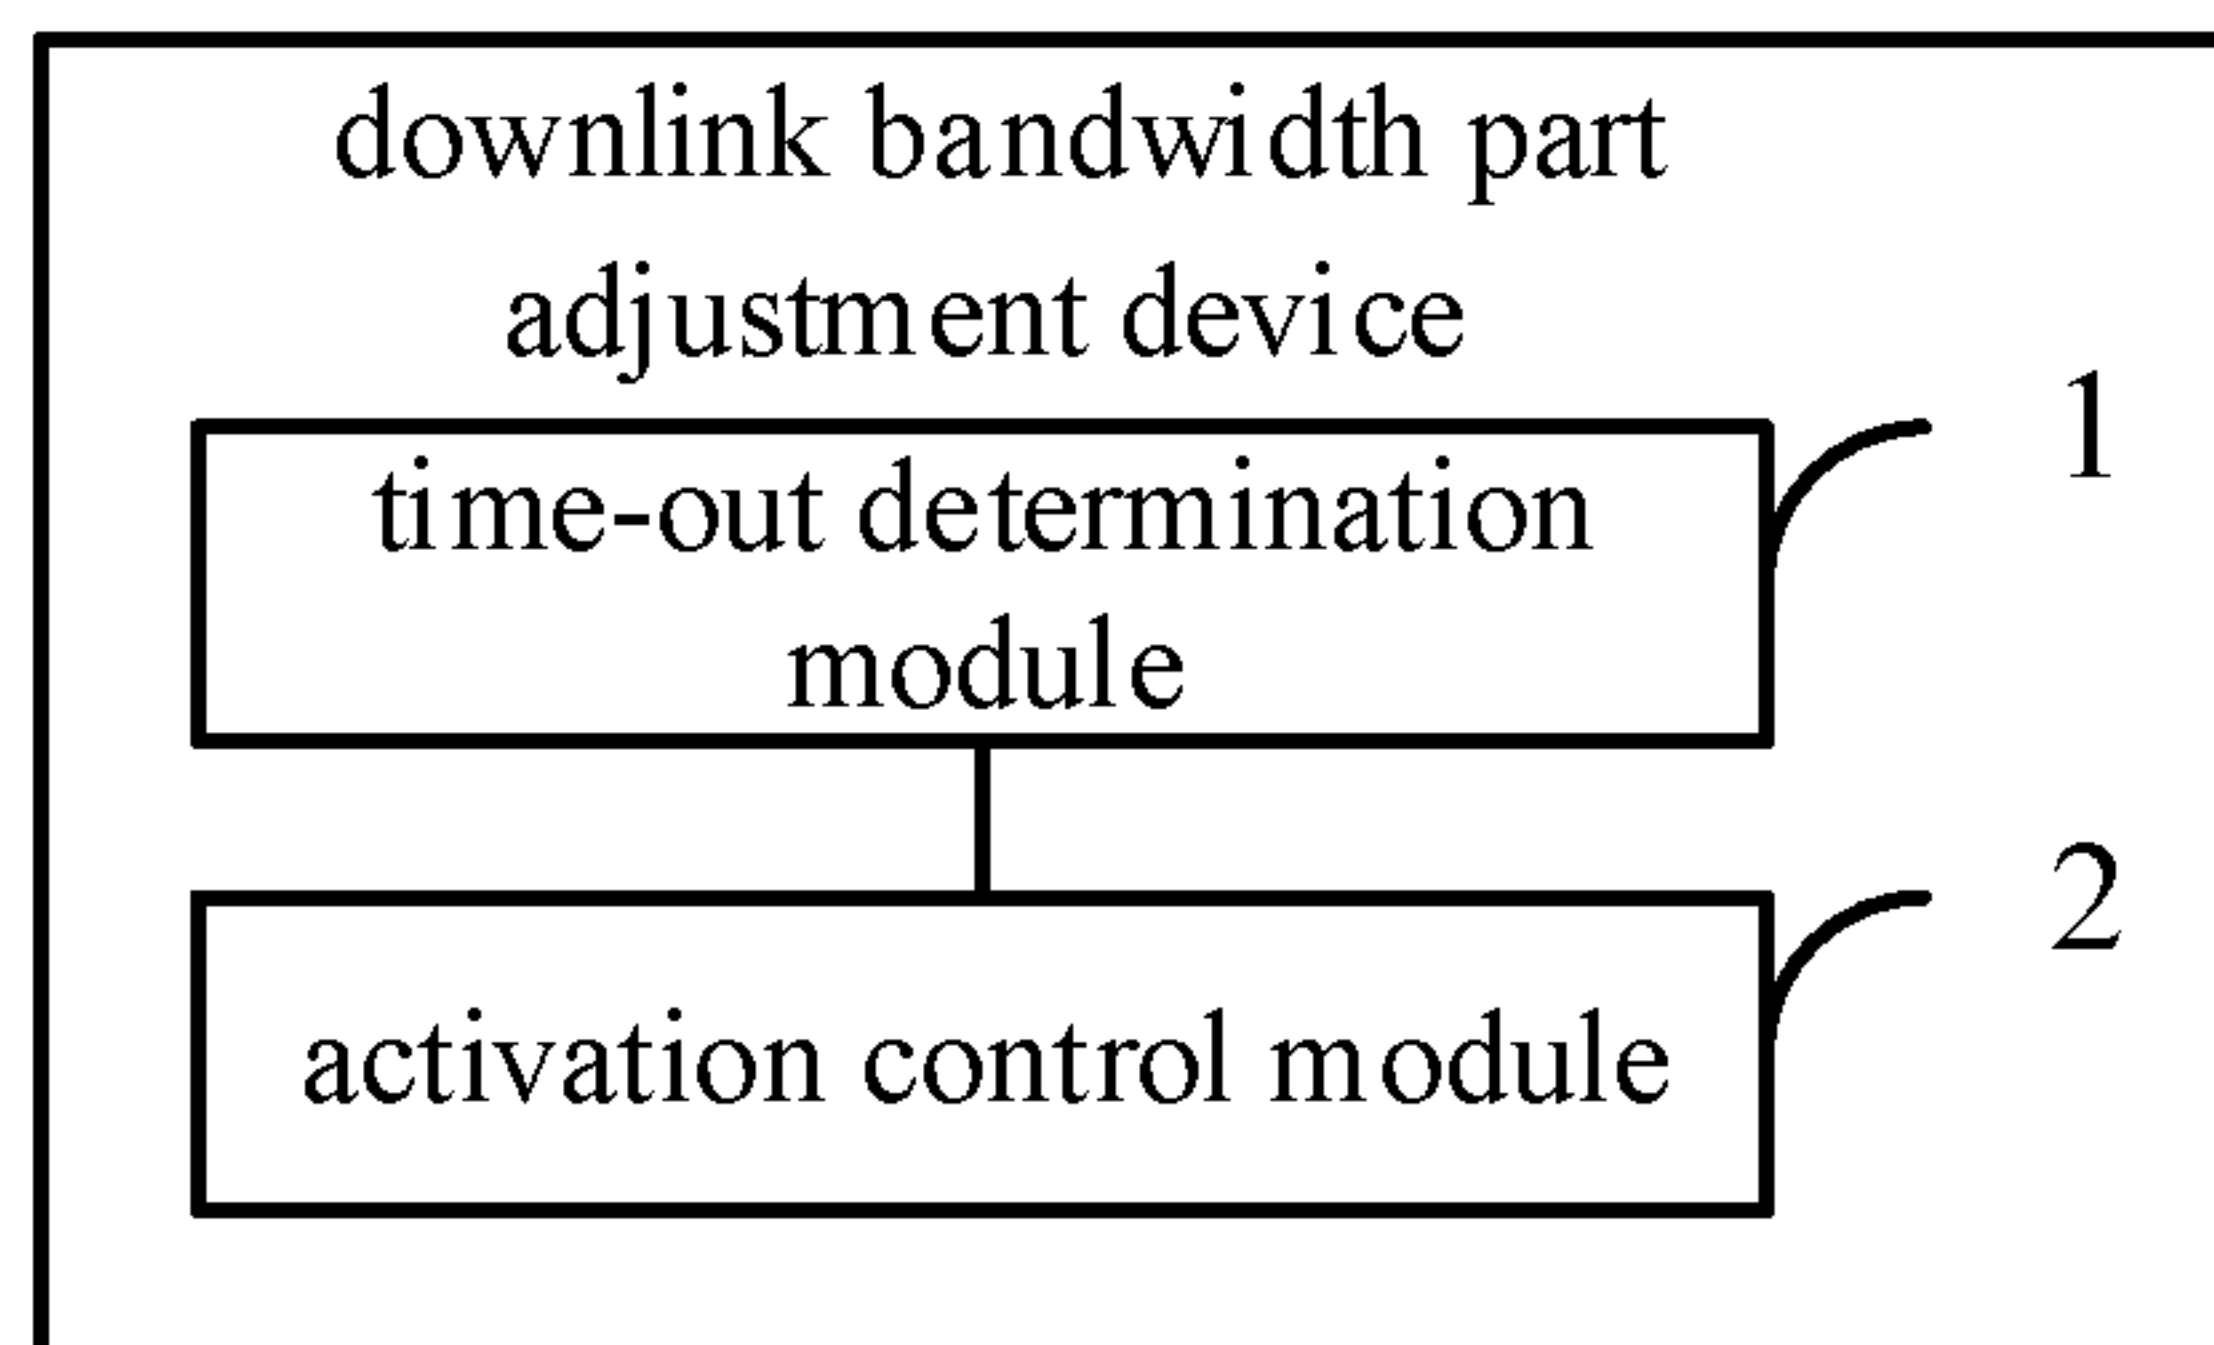 downlink bandwidth part
adjustment device
1
time-out determination
module
2
activation control module